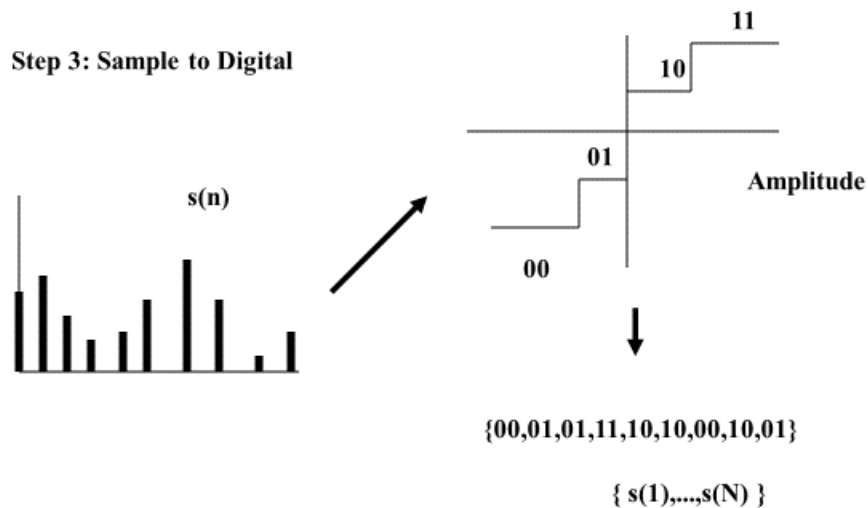 Step 3: Sample to Digital
11
10
01
s(n)
Amplitude
00
{00,01,01,11,10,10,00,10,01}
{ s(1),...,s(N) }